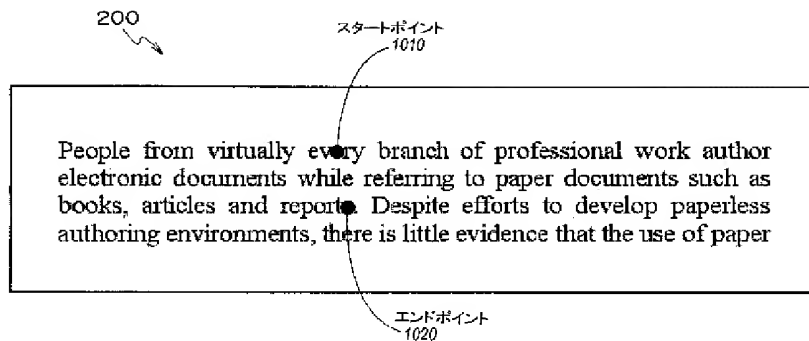 200
スタートポイント
1010
People from virtually every branch of professional work author
electronic documents while referring to paper documents such as
books, articles and reports. Despite efforts to develop paperless
authoring environments, there is little evidence that the use of paper
エンドポイント
1020